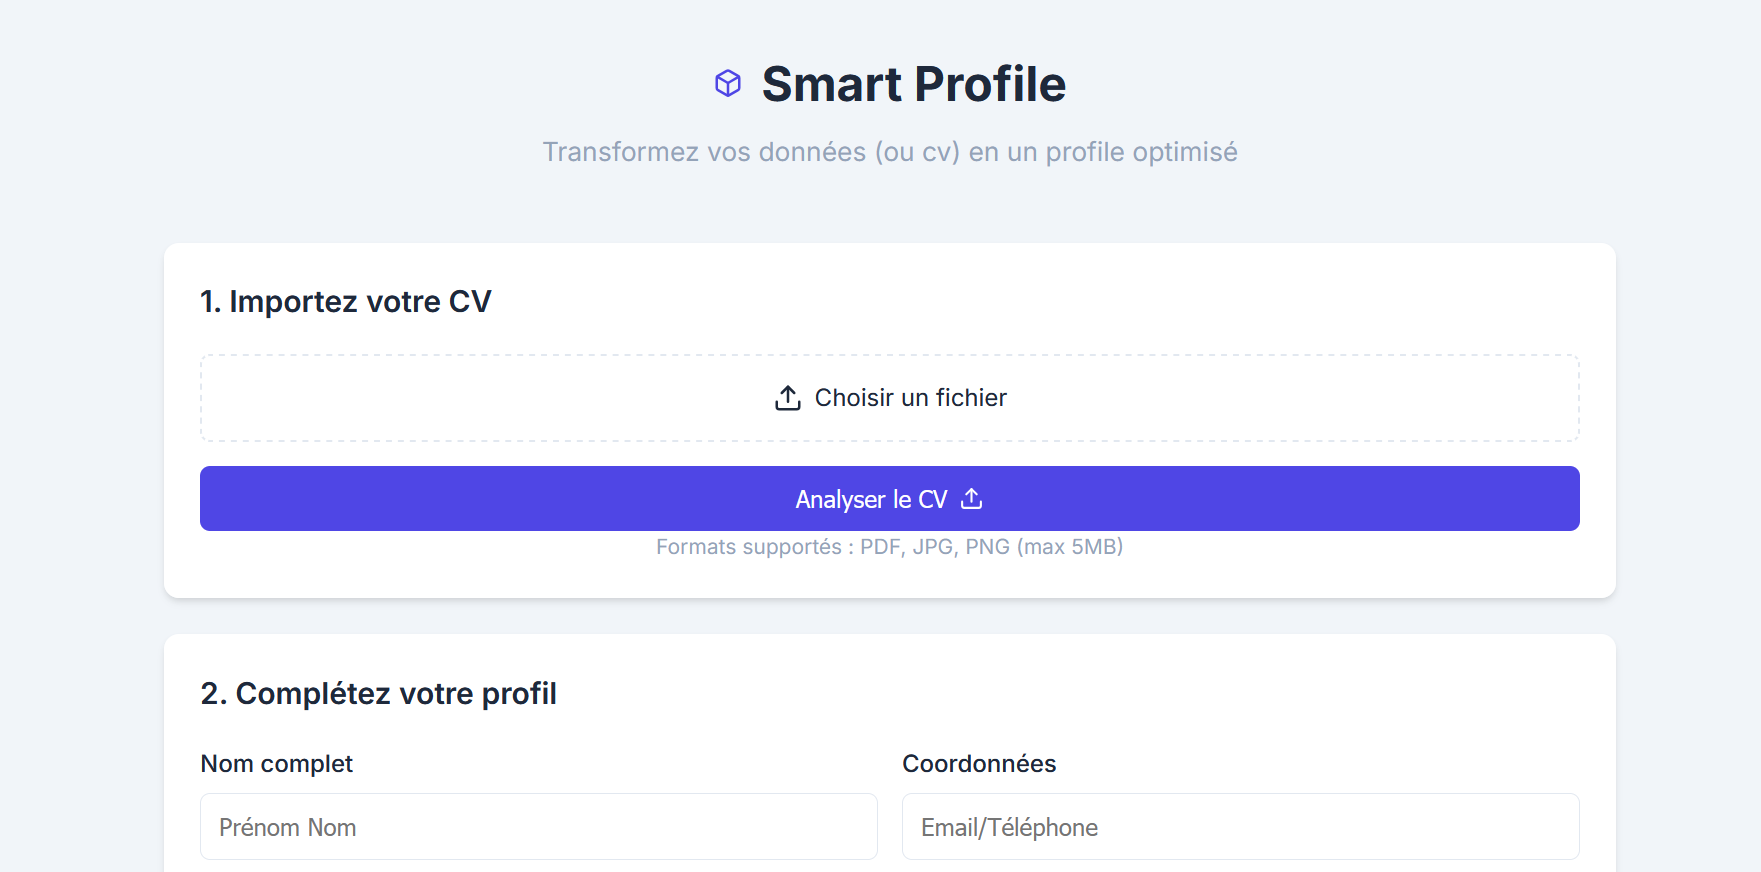 Smart Profile
Transformez vos données (ou cv) en un profile optimisé
1. Importez votre CV
Choisir un fichier
Analyser le CV
Formats supportés : PDF, JPG, PNG (max 5MB)
2. Complétez votre profil
Nom complet
Coordonnées
Prénom Nom
Email/Téléphone